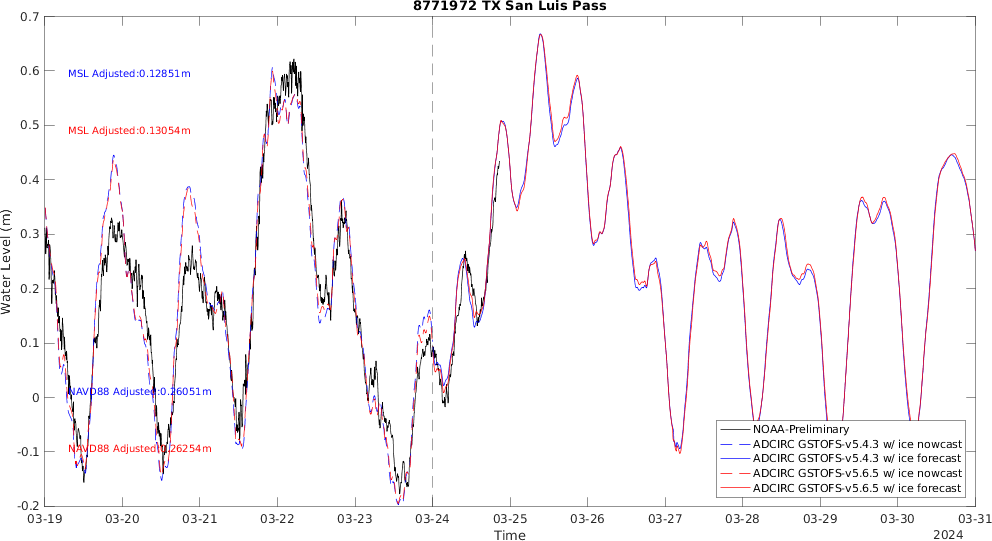 8771972 TX San Luis Pass
0.7
0.6
0.5
0.4
0.3
0.2
0.1
0
-0.1
-0.2
Water Level (m)
MSL Adjusted:0.12851m
MSL Adjusted:0.13054m
NAVD88 Adjusted:0.26051m
NAVD88 Adjusted:0.26254m
NOAA-Preliminary
ADCIRC GSTOFS-v5.4.3 w/ ice nowcast
ADCIRC GSTOFS-v5.4.3 w/ ice forecast
ADCIRC GSTOFS-v5.6.5 w/ ice nowcast
ADCIRC GSTOFS-v5.6.5 w/ ice forecast
03-19 03-20 03-21 03-22 03-23 03-24 03-25 03-26 03-27 03-28 03-29 03-30 03-31
Time
2024